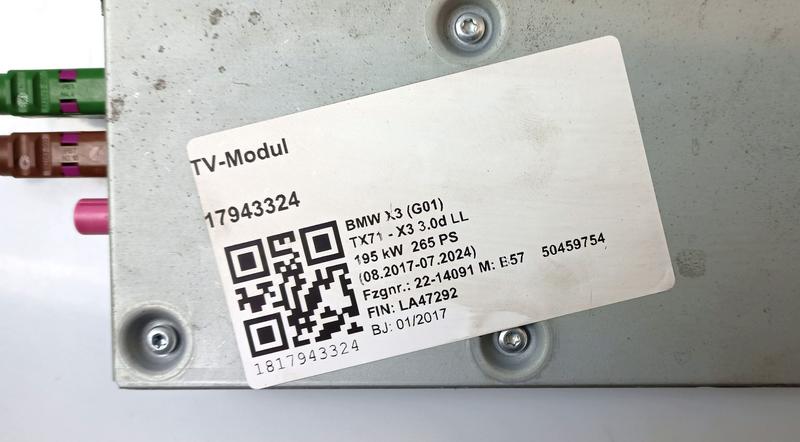 TV-Modul
17943324
BMW X3 (G01)
TX71 - X3 3.0d LL
195 kW 265 PS
(08.2017-07.2024)
Fzgnr.: 22-14091 M: B57 50459754
FIN: LA47292
BJ: 01/2017
1817943324